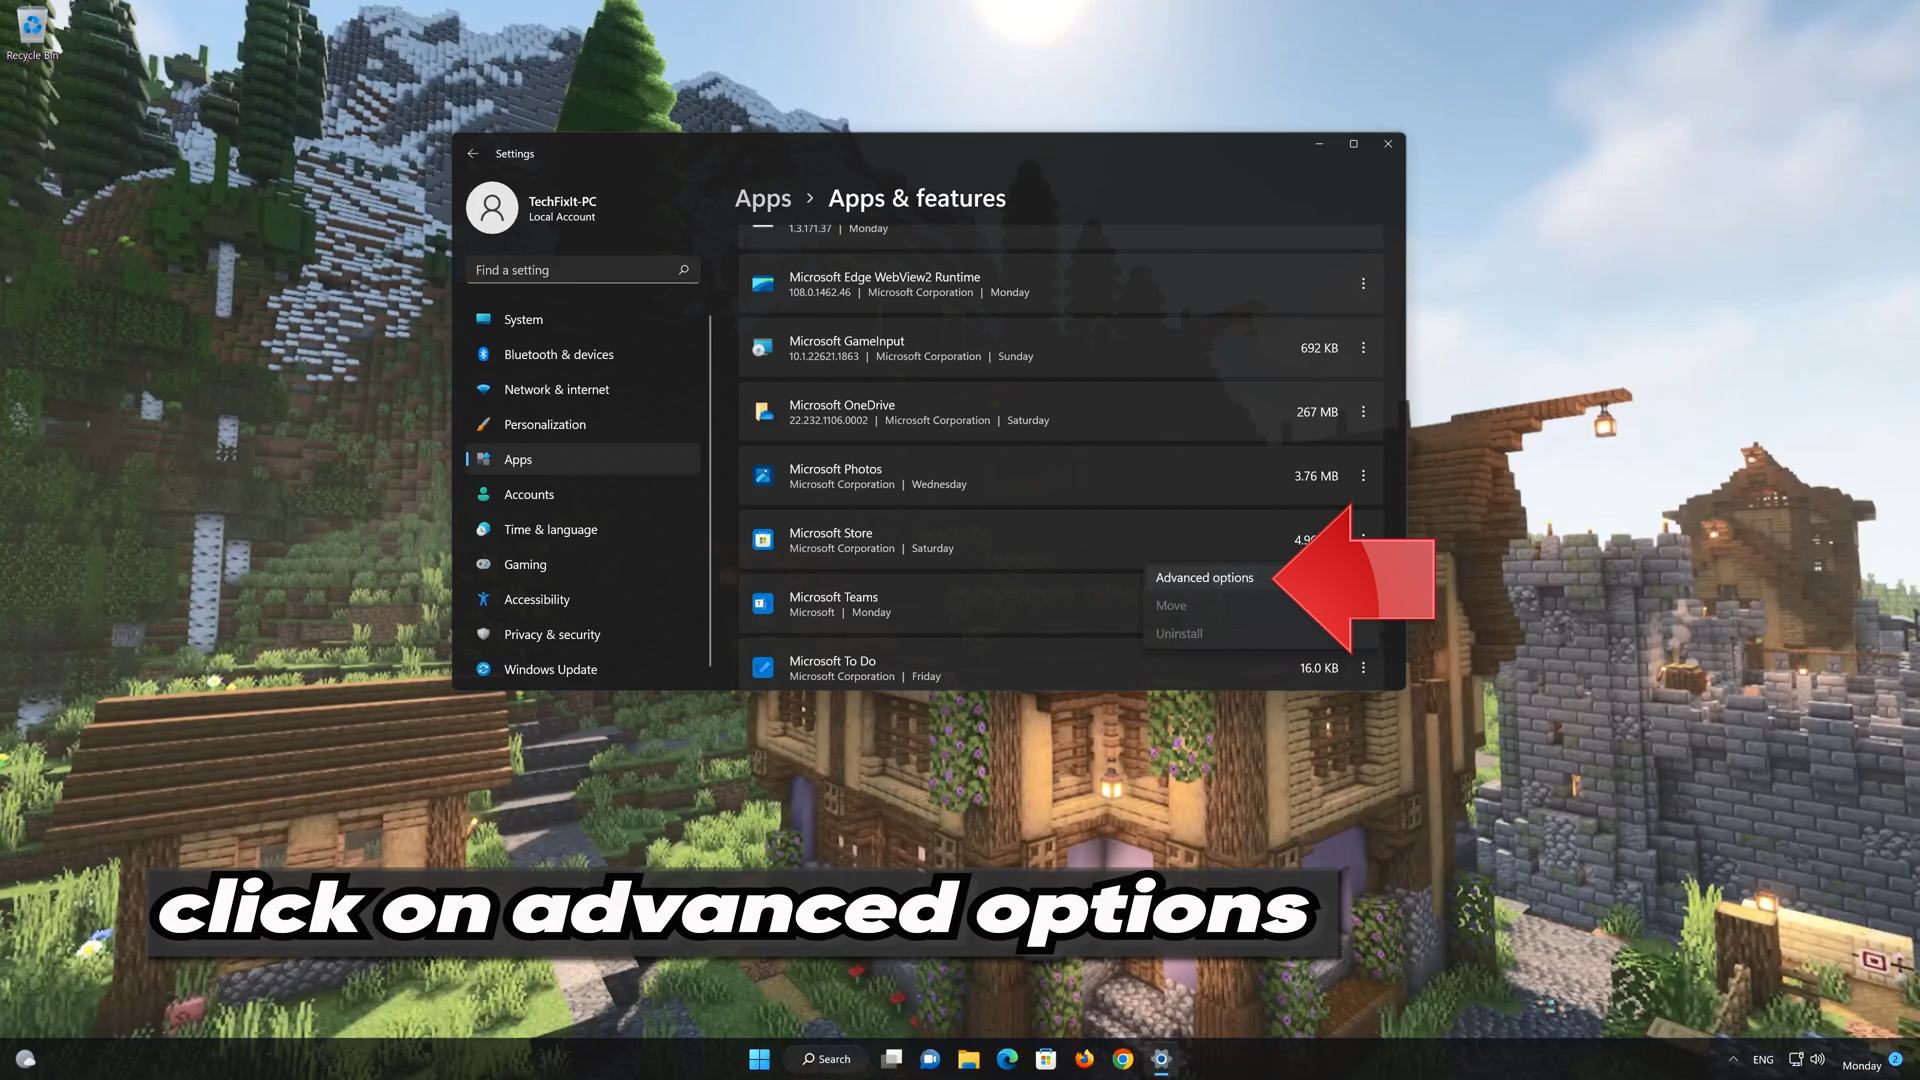 Recycle Bin
Settings
TechFixIt-PC
Local Account
Find a setting
System
Bluetooth & devices
Network & internet
Personalization
Apps
Accounts
Time & language
Gaming
Accessibility
Privacy & security
Windows Update
Apps › Apps & features
1.3.171.37 | Monday
Microsoft Edge WebView2 Runtime
108.0.1462.46 | Microsoft Corporation | Monday
Microsoft GameInput
10.1.22621.1863 | Microsoft Corporation | Sunday
692 KB
Microsoft OneDrive
22.232.1106.0002 | Microsoft Corporation | Saturday
267 MB
Microsoft Photos
Microsoft Corporation | Wednesday
3.76 MB
Microsoft Store
Microsoft Corporation | Saturday
Advanced options
Move
Uninstall
Microsoft Teams
Microsoft | Monday
Microsoft To Do
Microsoft Corporation | Friday
16.0 KB
click on advanced options
Search
ENG
Monday
2